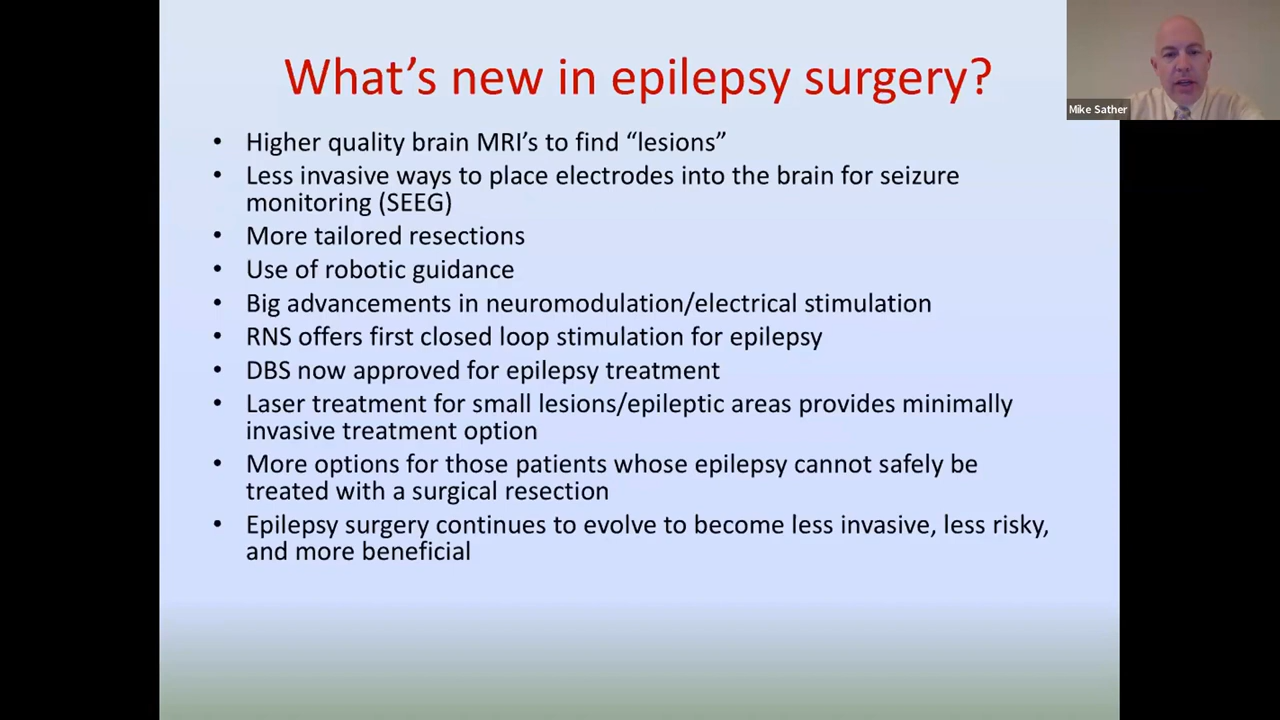 What’s new in epilepsy surgery?
Mike Sather
• Higher quality brain MRI’s to find “lesions”
• Less invasive ways to place electrodes into the brain for seizure
monitoring (SEEG)
• More tailored resections
• Use of robotic guidance
• Big advancements in neuromodulation/electrical stimulation
• RNS offers first closed loop stimulation for epilepsy
• DBS now approved for epilepsy treatment
• Laser treatment for small lesions/epileptic areas provides minimally
invasive treatment option
• More options for those patients whose epilepsy cannot safely be
treated with a surgical resection
• Epilepsy surgery continues to evolve to become less invasive, less risky,
and more beneficial